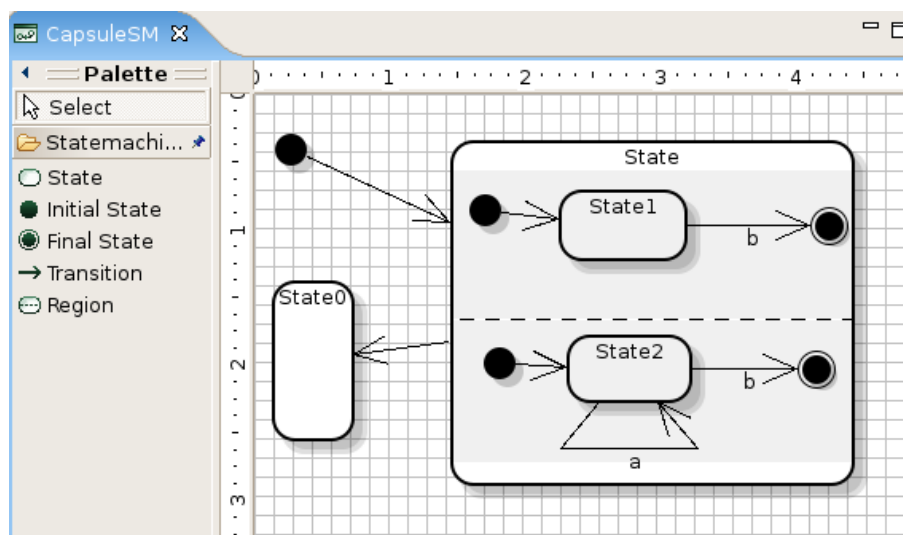 CapsuleSM
Palette
Select
Statemachi...
State
Initial State
Final State
Transition
Region
0 1 2 3 4
0
1
2
3
State
State1
b
State0
State2
b
a